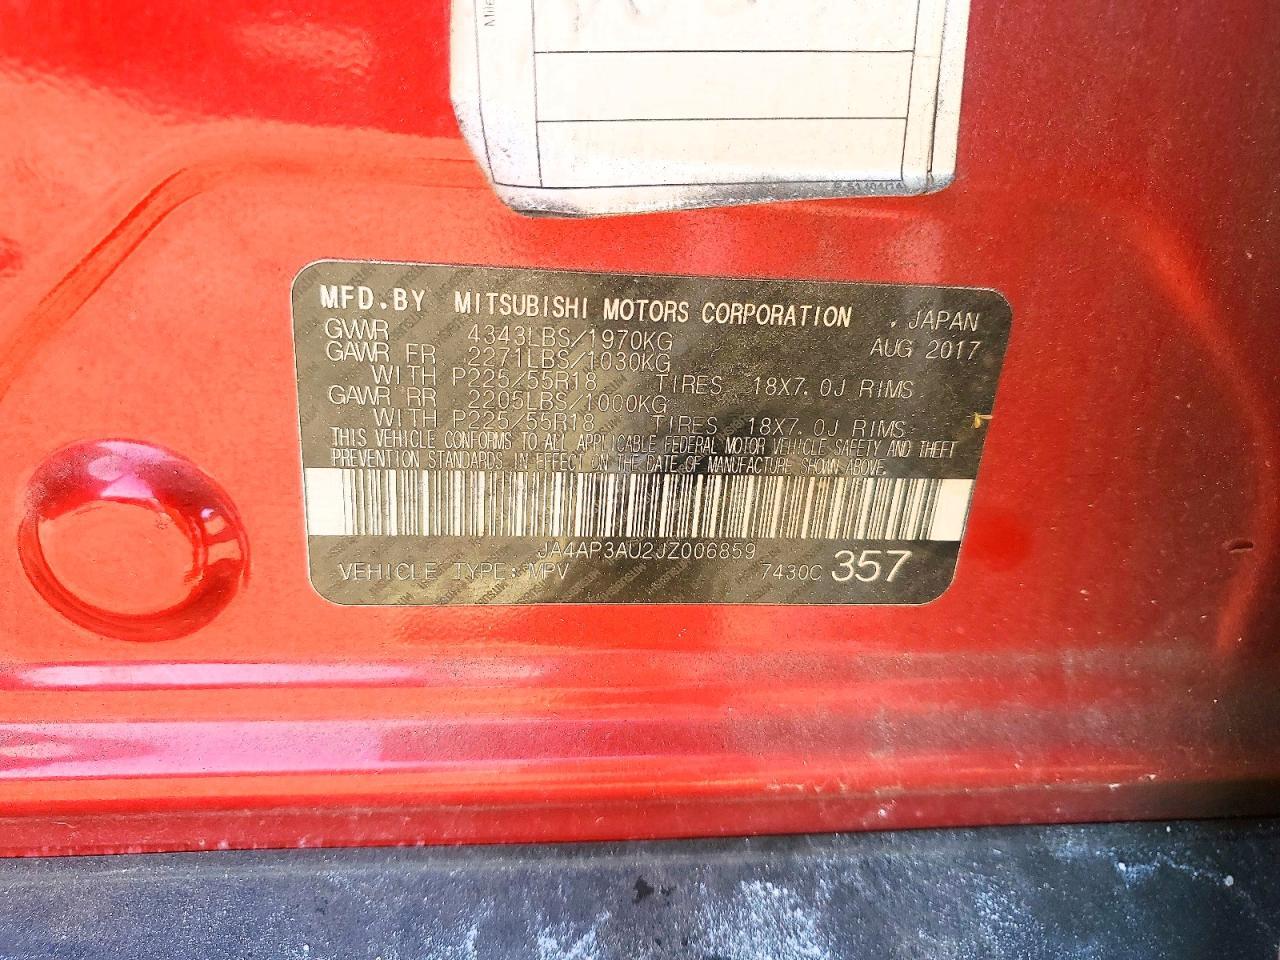 MFD.BY MITSUBISHI MOTORS CORPORATION , JAPAN
GVWR 4343LBS/1970KG AUG 2017
GAWR FR 2271LBS/1030KG
WITH P225/55R18 TIRES 18X7.0J RIMS
GAWR RR 2205LBS/1000KG
WITH P225/55R18 TIRES 18X7.0J RIMS
THIS VEHICLE CONFORMS TO ALL APPLICABLE FEDERAL MOTOR VEHICLE SAFETY AND THEFT
PREVENTION STANDARDS IN EFFECT ON THE DATE OF MANUFACTURE SHOWN ABOVE.
JA4AP3AU2JZ006859
VEHICLE TYPE: MPV 7430C 357